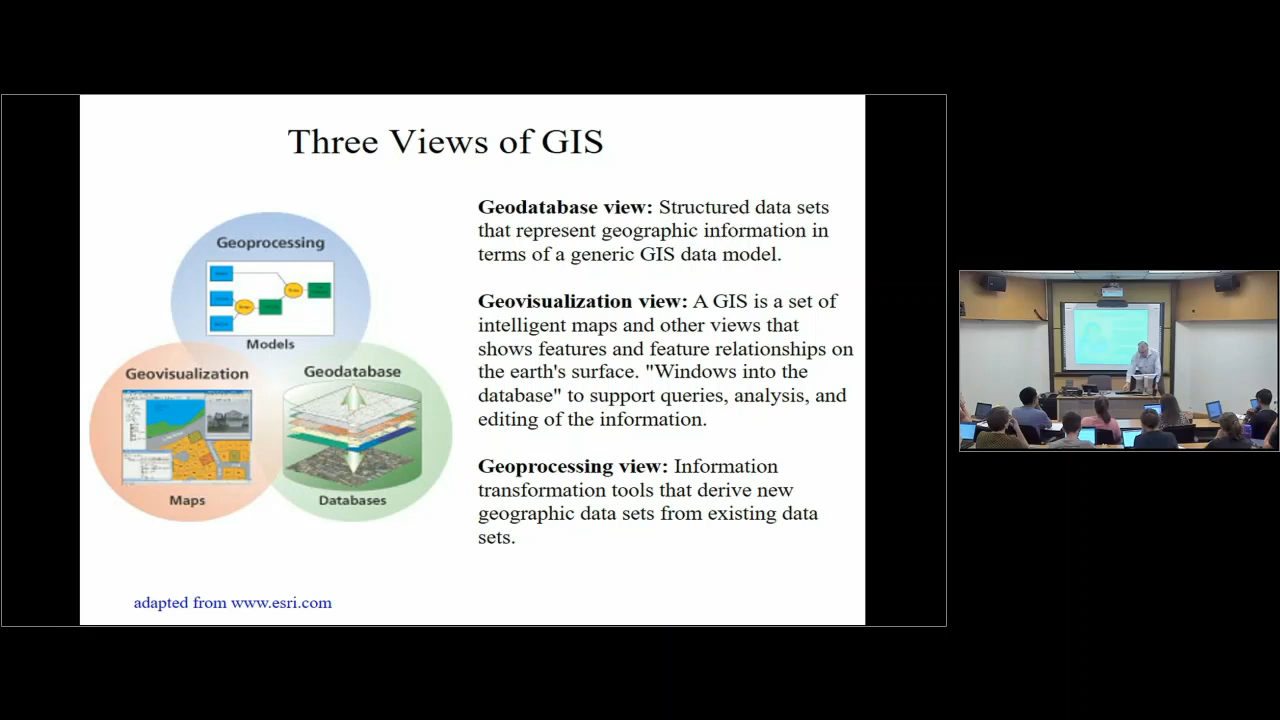 Three Views of GIS
Geoprocessing
Models
Geovisualization
Maps
Geodatabase
Databases
Geodatabase view: Structured data sets
that represent geographic information in
terms of a generic GIS data model.
Geovisualization view: A GIS is a set of
intelligent maps and other views that
shows features and feature relationships on
the earth's surface. "Windows into the
database" to support queries, analysis, and
editing of the information.
Geoprocessing view: Information
transformation tools that derive new
geographic data sets from existing data
sets.
adapted from www.esri.com